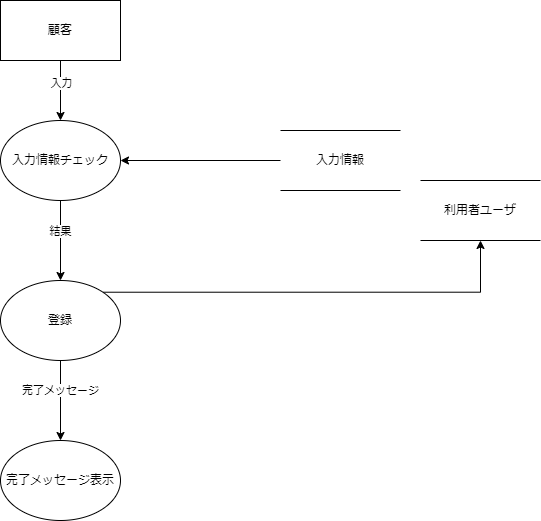 顧客
入力
入力情報チェック
入力情報
利用者ユーザ
結果
登録
完了メッセージ
完了メッセージ表示